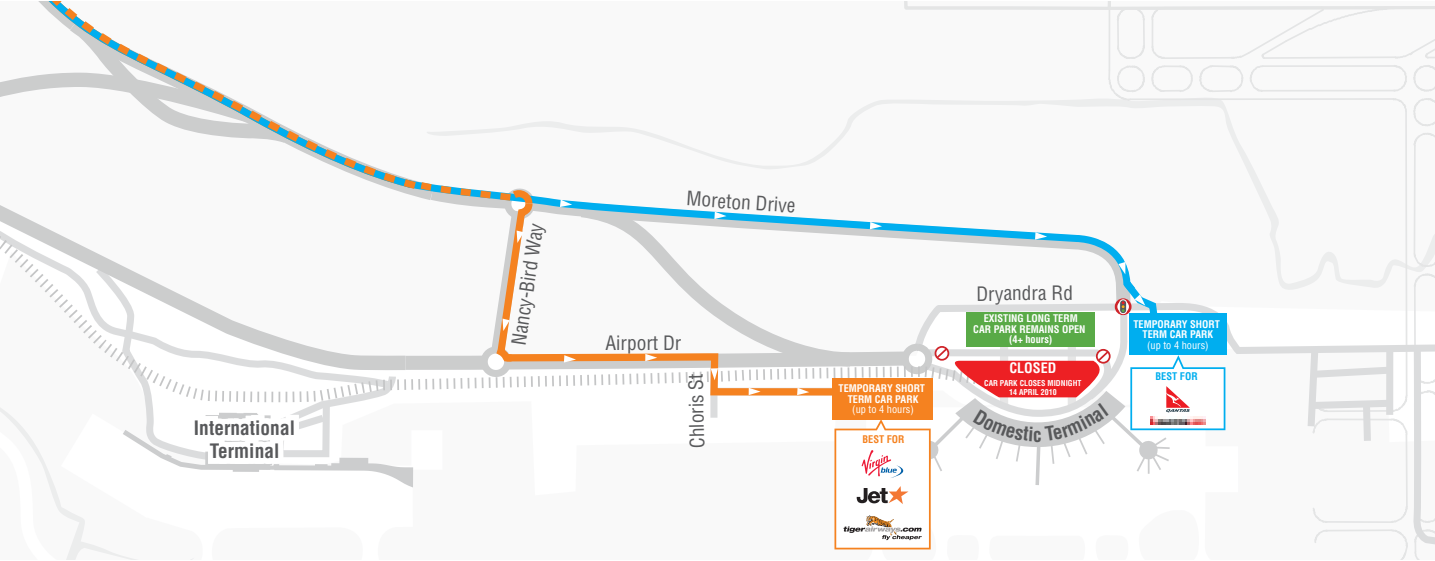 Moreton Drive
Nancy-Bird Way
Dryandra Rd
EXISTING LONG TERM
CAR PARK REMAINS OPEN
(4+ hours)
TEMPORARY SHORT
TERM CAR PARK
(up to 4 hours)
Airport Dr
CLOSED
CAR PARK CLOSES MIDNIGHT
14 APRIL 2010
BEST FOR
QANTAS
Chloris St
TEMPORARY SHORT
TERM CAR PARK
(up to 4 hours)
Domestic Terminal
International
Terminal
BEST FOR
Virgin
blue
Jet
tigerairways.com
fly cheaper